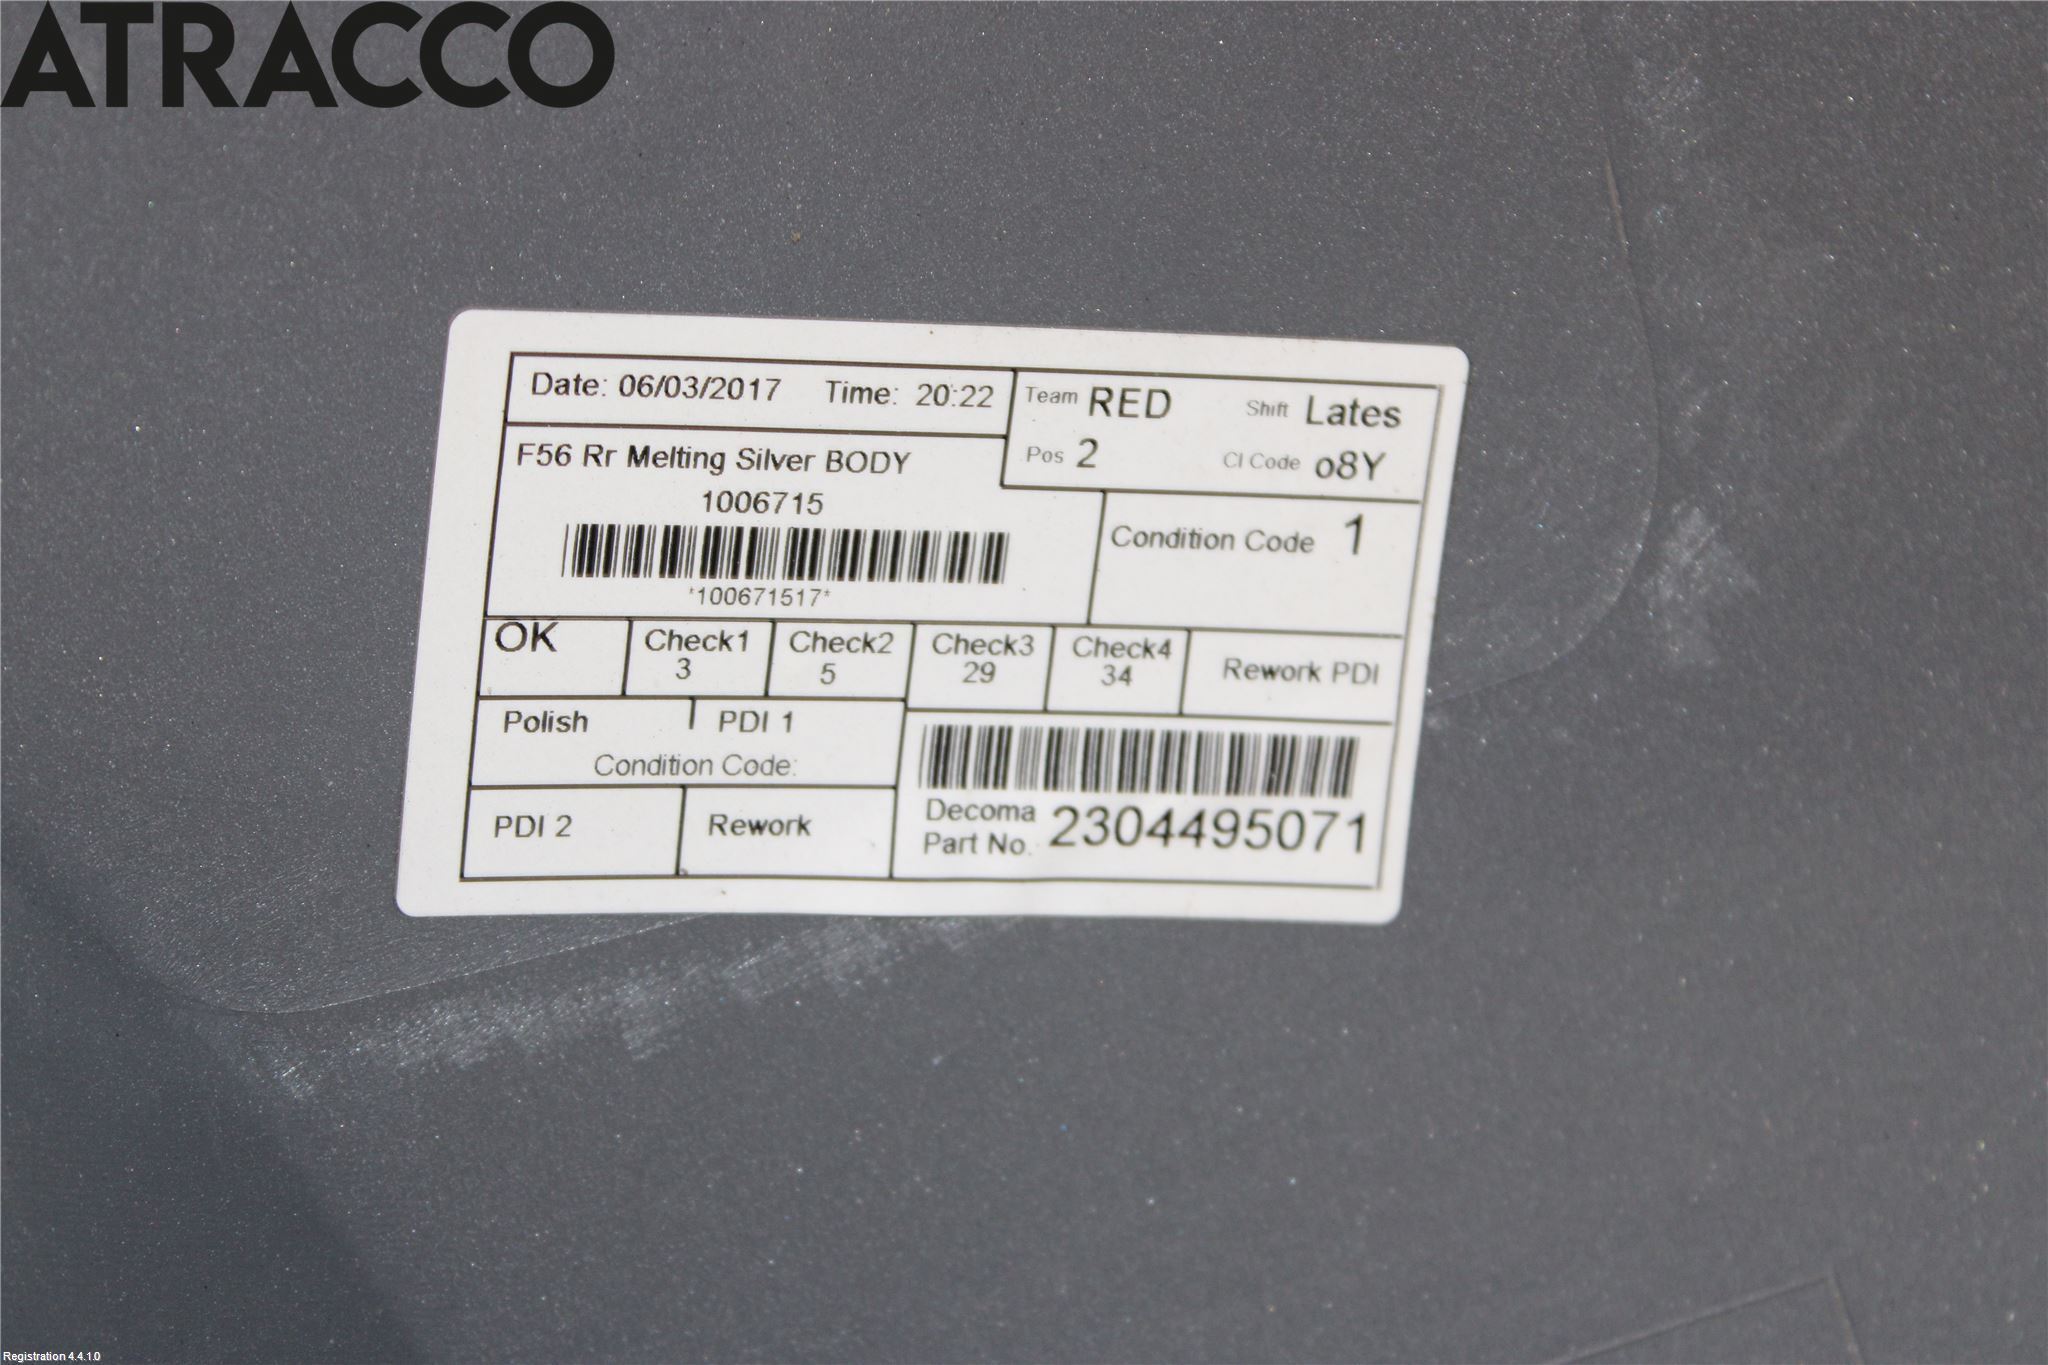 ATRACCO
Date: 06/03/2017 Time: 20:22
Team RED Shift Lates
Pos 2 CI Code o8Y
F56 Rr Melting Silver BODY
1006715
*100671517*
Condition Code 1
OK Check1 Check2 Check3 Check4 Rework PDI
3 5 29 34
Polish PDI 1
Condition Code:
PDI 2 Rework
Decoma
Part No. 2304495071
Registration 4.4.1.0